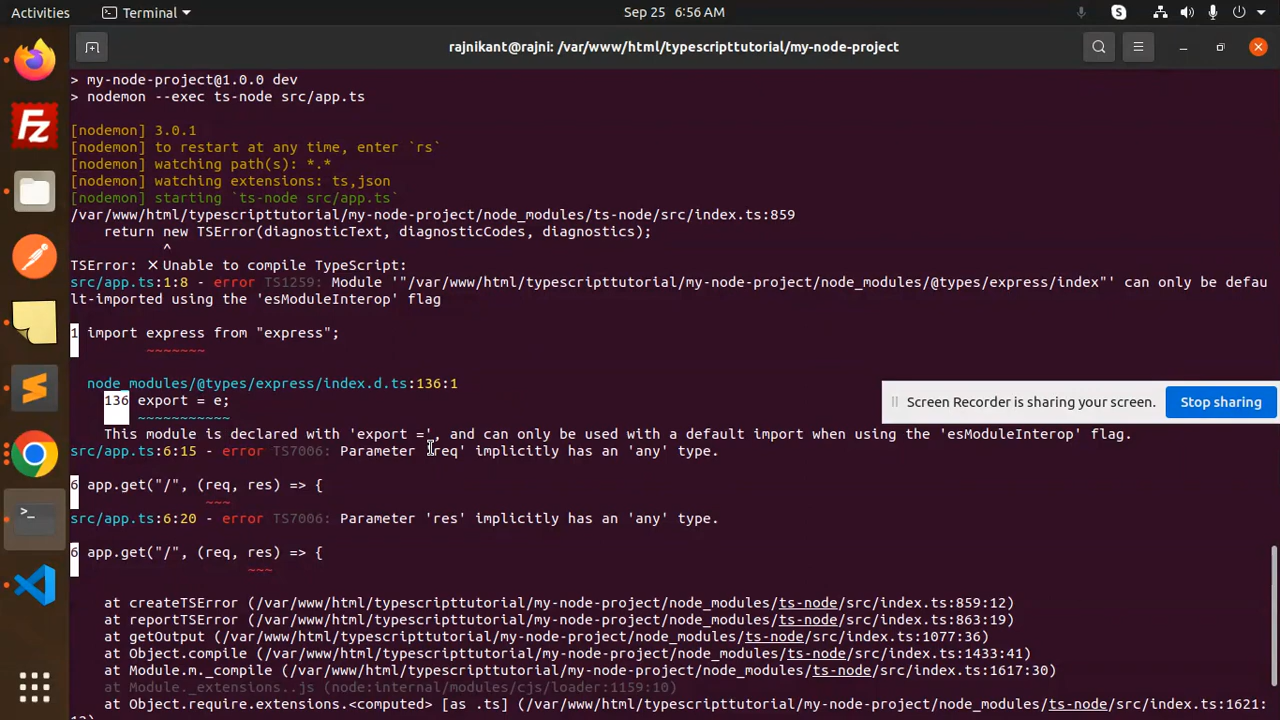 Activities
Terminal
Sep 25 6:56 AM
rajnikant@rajni: /var/www/html/typescripttutorial/my-node-project
> my-node-project@1.0.0 dev
> nodemon --exec ts-node src/app.ts
[nodemon] 3.0.1
[nodemon] to restart at any time, enter `rs`
[nodemon] watching path(s): *.*
[nodemon] watching extensions: ts,json
[nodemon] starting `ts-node src/app.ts`
/var/www/html/typescripttutorial/my-node-project/node_modules/ts-node/src/index.ts:859
return new TSError(diagnosticText, diagnosticCodes, diagnostics);
^
TSError: ⨯ Unable to compile TypeScript:
src/app.ts:1:8 - error TS1259: Module '"/var/www/html/typescripttutorial/my-node-project/node_modules/@types/express/index"' can only be defau
lt-imported using the 'esModuleInterop' flag
1 import express from "express";
~~~~~~~
node_modules/@types/express/index.d.ts:136:1
136 export = e;
~~~~~~~~~~~
This module is declared with 'export =', and can only be used with a default import when using the 'esModuleInterop' flag.
src/app.ts:6:15 - error TS7006: Parameter 'req' implicitly has an 'any' type.
6 app.get("/", (req, res) => {
~~~
src/app.ts:6:20 - error TS7006: Parameter 'res' implicitly has an 'any' type.
6 app.get("/", (req, res) => {
~~~
at createTSError (/var/www/html/typescripttutorial/my-node-project/node_modules/ts-node/src/index.ts:859:12)
at reportTSError (/var/www/html/typescripttutorial/my-node-project/node_modules/ts-node/src/index.ts:863:19)
at getOutput (/var/www/html/typescripttutorial/my-node-project/node_modules/ts-node/src/index.ts:1077:36)
at Object.compile (/var/www/html/typescripttutorial/my-node-project/node_modules/ts-node/src/index.ts:1433:41)
at Module.m._compile (/var/www/html/typescripttutorial/my-node-project/node_modules/ts-node/src/index.ts:1617:30)
at Module._extensions..js (node:internal/modules/cjs/loader:1159:10)
at Object.require.extensions.<computed> [as .ts] (/var/www/html/typescripttutorial/my-node-project/node_modules/ts-node/src/index.ts:1621:
Screen Recorder is sharing your screen.
Stop sharing